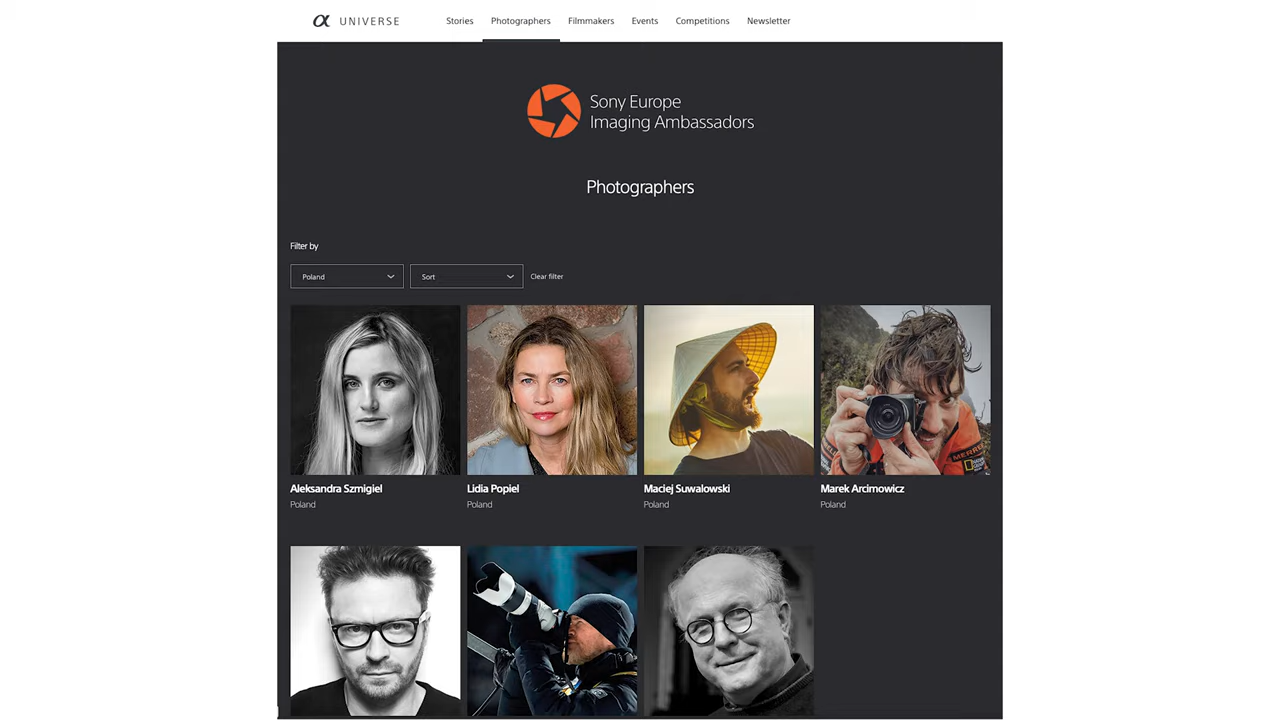 α UNIVERSE
Stories Photographers Filmmakers Events Competitions Newsletter
Sony Europe
Imaging Ambassadors
Photographers
Filter by
Poland Sort Clear filter
Aleksandra Szmigiel Lidia Popiel Maciej Suwalowski Marek Arcimowicz
Poland Poland Poland Poland